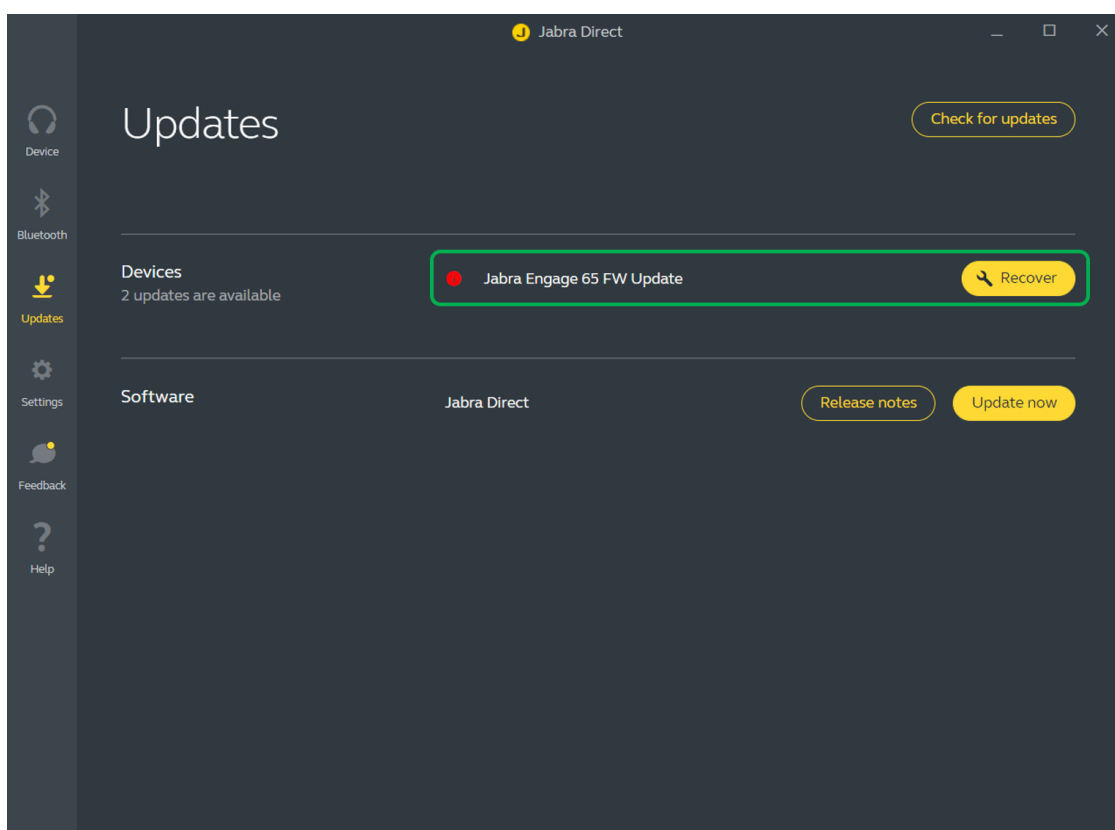 Jabra Direct
Updates
Check for updates
Device
Bluetooth
Updates
Settings
Feedback
Help
Devices
2 updates are available
Jabra Engage 65 FW Update
Recover
Software
Jabra Direct
Release notes
Update now